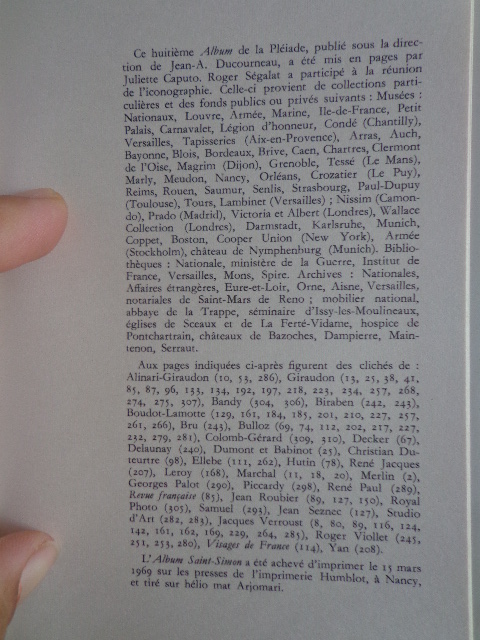 Ce huitième Album de la Pléiade, publié sous la direc-
tion de Jean-A. Ducourneau, a été mis en pages par
Juliette Caputo. Roger Ségalat a participé à la réunion
de l'iconographie. Celle-ci provient de collections parti-
culières et des fonds publics ou privés suivants : Musées :
Nationaux, Louvre, Armée, Marine, Ile-de-France, Petit
Palais, Carnavalet, Légion d'honneur, Condé (Chantilly),
Versailles, Tapisseries (Aix-en-Provence), Arras, Auch,
Bayonne, Blois, Bordeaux, Brive, Caen, Chartres, Clermont
de l'Oise, Magrim (Dijon), Grenoble, Tessé (Le Mans),
Marly, Meudon, Nancy, Orléans, Crozatier (Le Puy),
Reims, Rouen, Saumur, Senlis, Strasbourg, Paul-Dupuy
(Toulouse), Tours, Lambinet (Versailles) ; Nissim (Camon-
do), Prado (Madrid), Victoria et Albert (Londres), Wallace
Collection (Londres), Darmstadt, Karlsruhe, Munich,
Coppet, Boston, Cooper Union (New York), Armée
(Stockholm), château de Nymphenburg (Munich). Biblio-
thèques : Nationale, ministère de la Guerre, Institut de
France, Versailles, Mons, Spire. Archives : Nationales,
Affaires étrangères, Eure-et-Loir, Orne, Aisne, Versailles,
notariales de Saint-Mars de Reno ; mobilier national,
abbaye de la Trappe, séminaire d'Issy-les-Moulineaux,
églises de Sceaux et de La Ferté-Vidame, hospice de
Pontchartrain, châteaux de Bazoches, Dampierre, Main-
tenon, Serrant.
Aux pages indiquées ci-après figurent des clichés de :
Alinari-Giraudon (10, 53, 286), Giraudon (13, 25, 38, 41,
85, 87, 96, 133, 134, 192, 197, 218, 223, 234, 257, 268,
274, 275, 307), Bandy (304, 306), Biraben (242, 243),
Boudot-Lamotte (129, 161, 184, 185, 201, 210, 227, 257,
261, 266), Bru (243), Bulloz (69, 74, 112, 202, 217, 227,
232, 279, 281), Colomb-Gérard (309, 310), Decker (67),
Delaunay (240), Dumont et Babinot (25), Christian Du-
teurtre (98), Ellebe (111, 262), Hutin (78), René Jacques
(207), Leroy (168), Marchal (11, 18, 20), Merlin (2),
Georges Palot (290), Piccardy (298), René Paul (289),
Revue française (85), Jean Roubier (89, 127, 150), Royal
Photo (305), Samuel (293), Jean Seznec (127), Studio
d'Art (282, 283), Jacques Verroust (8, 80, 89, 116, 124,
142, 161, 162, 169, 229, 264, 285), Roger Viollet (245,
251, 253, 280), Visages de France (114), Yan (208).
L'Album Saint-Simon a été achevé d'imprimer le 15 mars
1969 sur les presses de l'imprimerie Humblot, à Nancy,
et tiré sur hélio mat Arjomari.